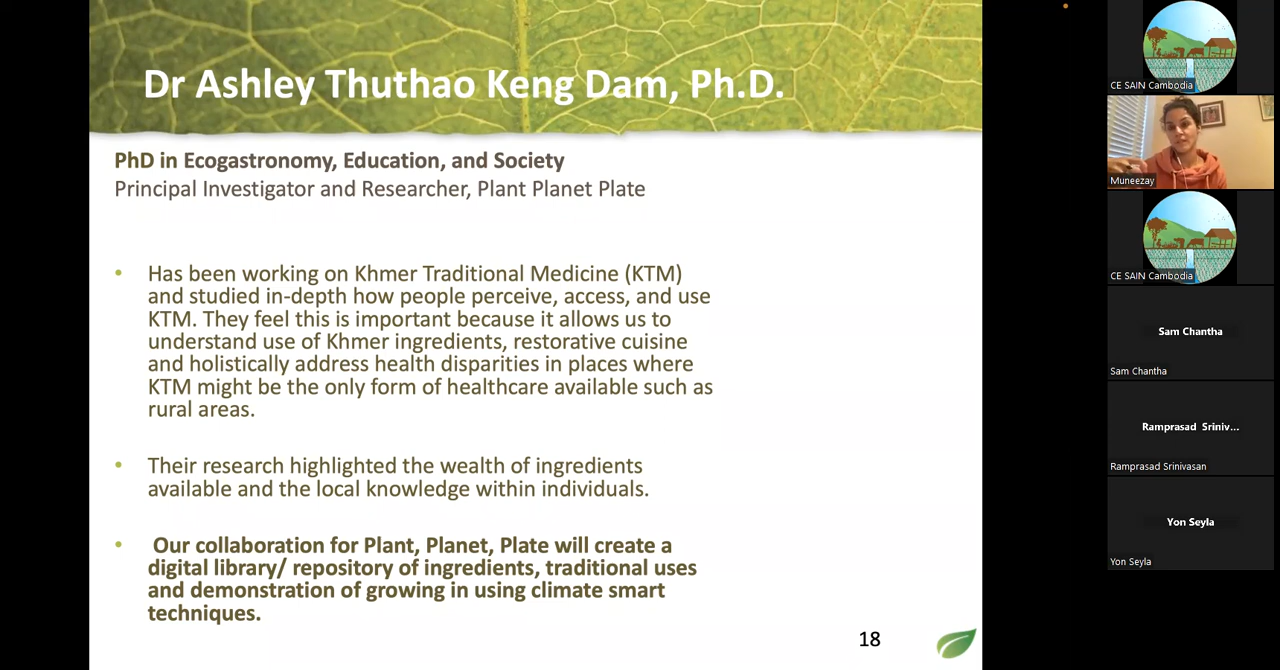 Dr Ashley Thuthao Keng Dam, Ph.D.
PhD in Ecogastronomy, Education, and Society
Principal Investigator and Researcher, Plant Planet Plate
• Has been working on Khmer Traditional Medicine (KTM)
and studied in-depth how people perceive, access, and use
KTM. They feel this is important because it allows us to
understand use of Khmer ingredients, restorative cuisine
and holistically address health disparities in places where
KTM might be the only form of healthcare available such as
rural areas.
• Their research highlighted the wealth of ingredients
available and the local knowledge within individuals.
• Our collaboration for Plant, Planet, Plate will create a
digital library/ repository of ingredients, traditional uses
and demonstration of growing in using climate smart
techniques.
18
CE SAIN Cambodia
Muneezay
CE SAIN Cambodia
Sam Chantha
Sam Chantha
Ramprasad Sriniv...
Ramprasad Srinivasan
Yon Seyla
Yon Seyla